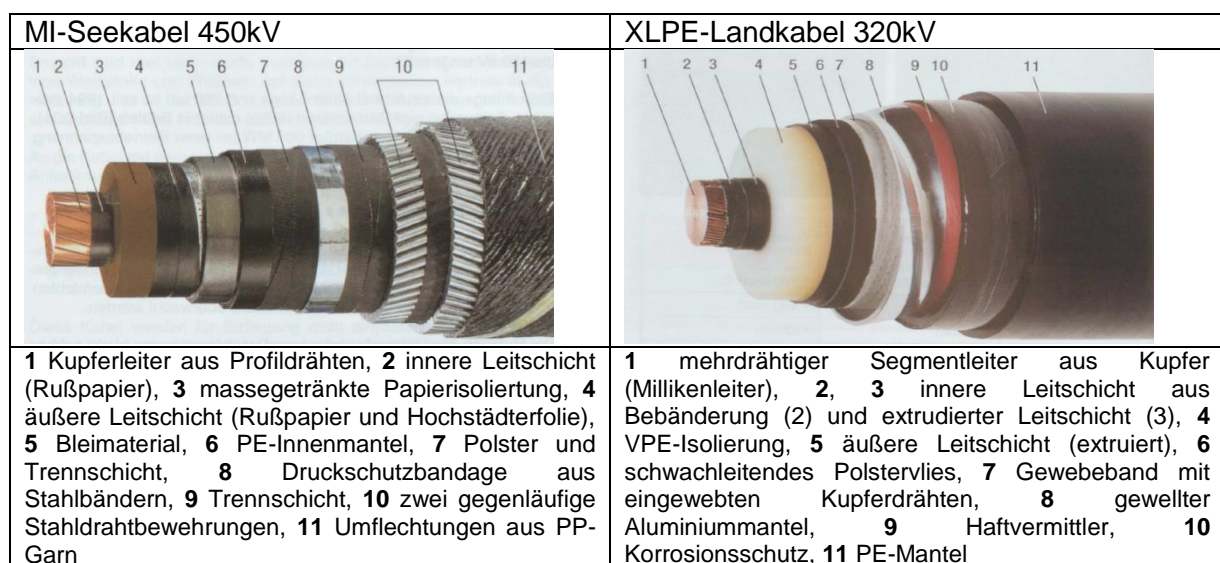 MI-Seekabel 450kV
XLPE-Landkabel 320kV
1 2 3 4 5 6 7 8 9 10 11
1 2 3 4 5 6 7 8 9 10 11
1 Kupferleiter aus Profildrähten, 2 innere Leitschicht
(Rußpapier), 3 massegetränkte Papierisoliertung, 4
äußere Leitschicht (Rußpapier und Hochstädterfolie),
5 Bleimaterial, 6 PE-Innenmantel, 7 Polster und
Trennschicht, 8 Druckschutzbandage aus
Stahlbändern, 9 Trennschicht, 10 zwei gegenläufige
Stahldrahtbewehrungen, 11 Umflechtungen aus PP-
Garn
1 mehrdrähtiger Segmentleiter aus Kupfer
(Millikenleiter), 2, 3 innere Leitschicht aus
Bebänderung (2) und extrudierter Leitschicht (3), 4
VPE-Isolierung, 5 äußere Leitschicht (extruiert), 6
schwachleitendes Polstervlies, 7 Gewebeband mit
eingewebten Kupferdrähten, 8 gewellter
Aluminiummantel, 9 Haftvermittler, 10
Korrosionsschutz, 11 PE-Mantel